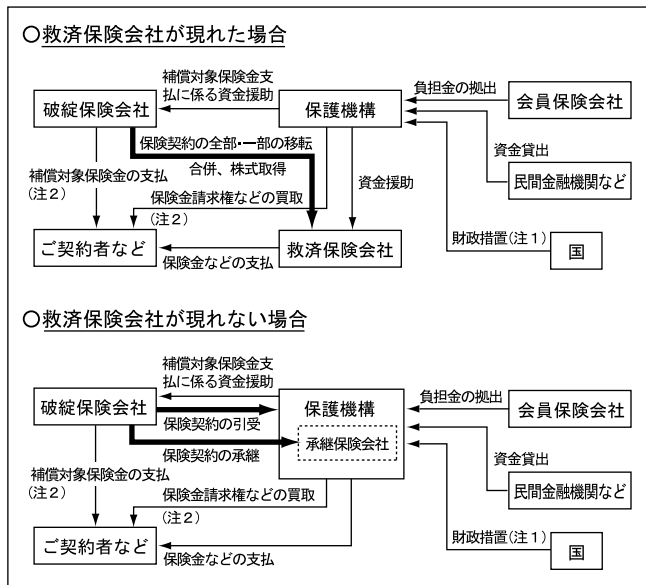 ○救済保険会社が現れた場合
補償対象保険金支
払に係る資金援助
負担金の拠出
破綻保険会社
保護機構
会員保険会社
保険契約の全部・一部の移転
合併、株式取得
資金貸出
補償対象保険金の支払
(注2)
資金援助
民間金融機関など
保険金請求権などの買取
(注2)
財政措置(注1)
ご契約者など
救済保険会社
国
保険金などの支払
○救済保険会社が現れない場合
補償対象保険金支
払に係る資金援助
負担金の拠出
破綻保険会社
保護機構
会員保険会社
保険契約の引受
承継保険会社
保険契約の承継
資金貸出
補償対象保険金の支払
(注2)
民間金融機関など
保険金請求権などの買取
(注2)
財政措置(注1)
ご契約者など
保険金などの支払
国